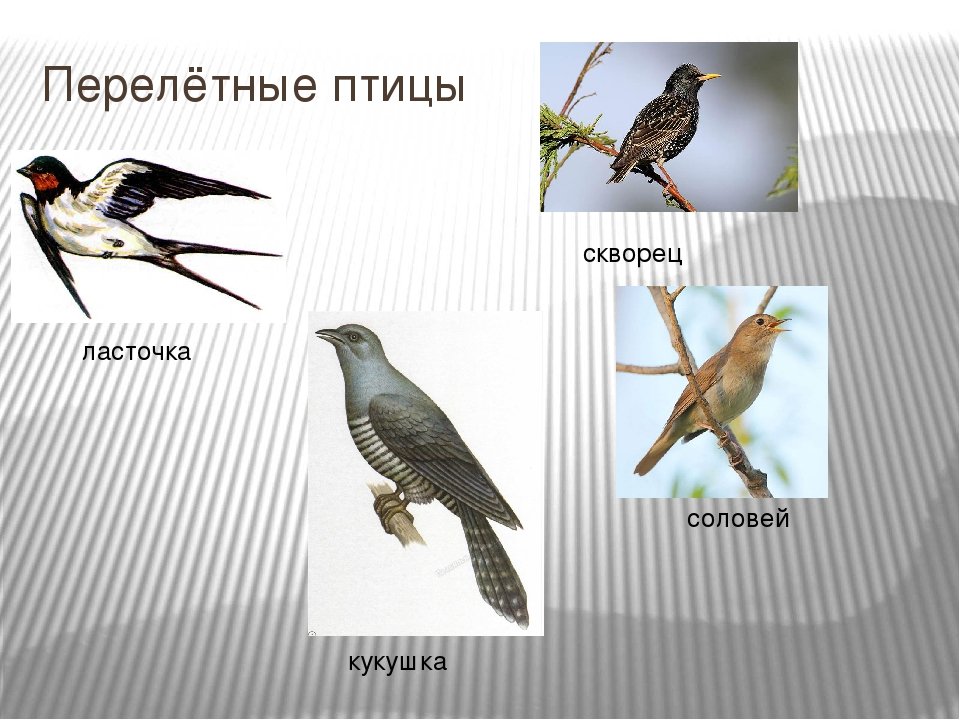 Перелётные птицы
скворец
ласточка
соловей
кукушка